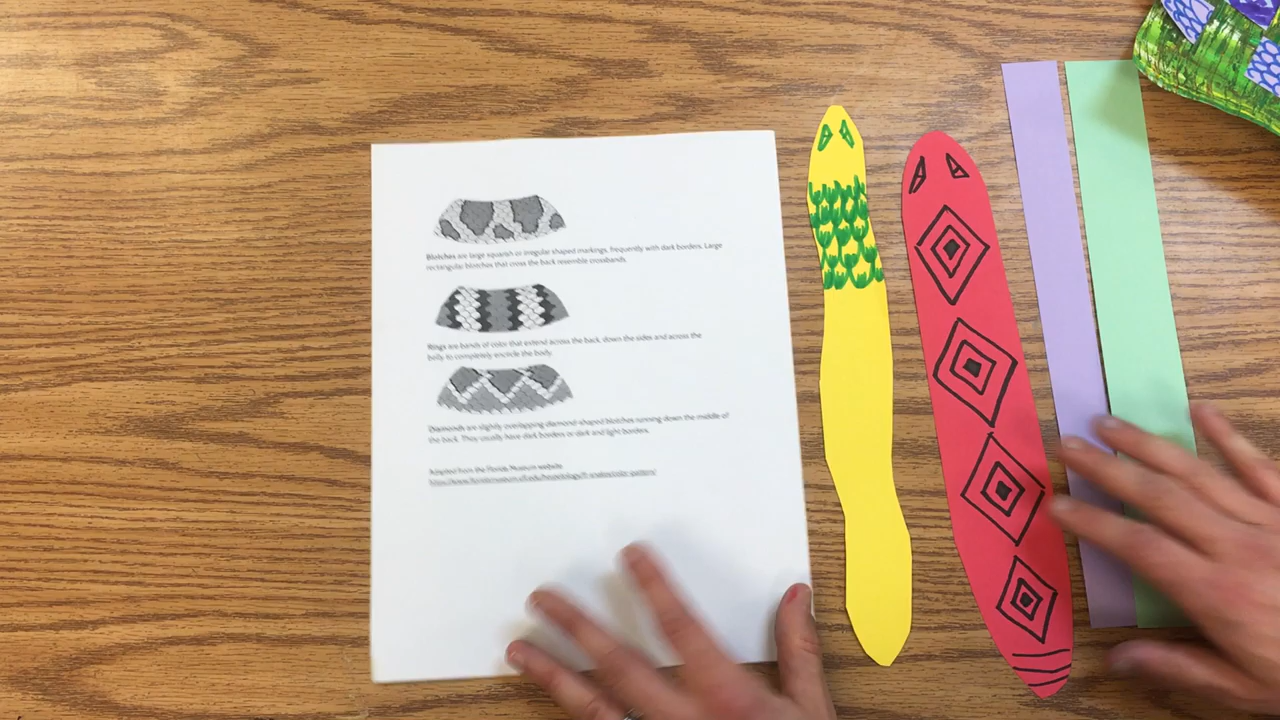 Blotches are large squarish or irregular shaped markings, frequently with dark borders. Large
rectangular blotches that cross the back resemble crossbands.
Rings are bands of color that extend across the back, down the sides and across the
belly to completely encircle the body.
Diamonds are slightly overlapping diamond-shaped blotches running down the middle of
the back. They usually have dark borders or dark and light borders.
Adapted from the Florida Museum website